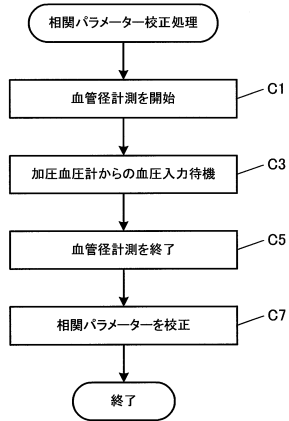 相関パラメーター校正処理
血管径計測を開始
C1
加圧血圧計からの血圧入力待機
C3
血管径計測を終了
C5
相関パラメーターを校正
C7
終了